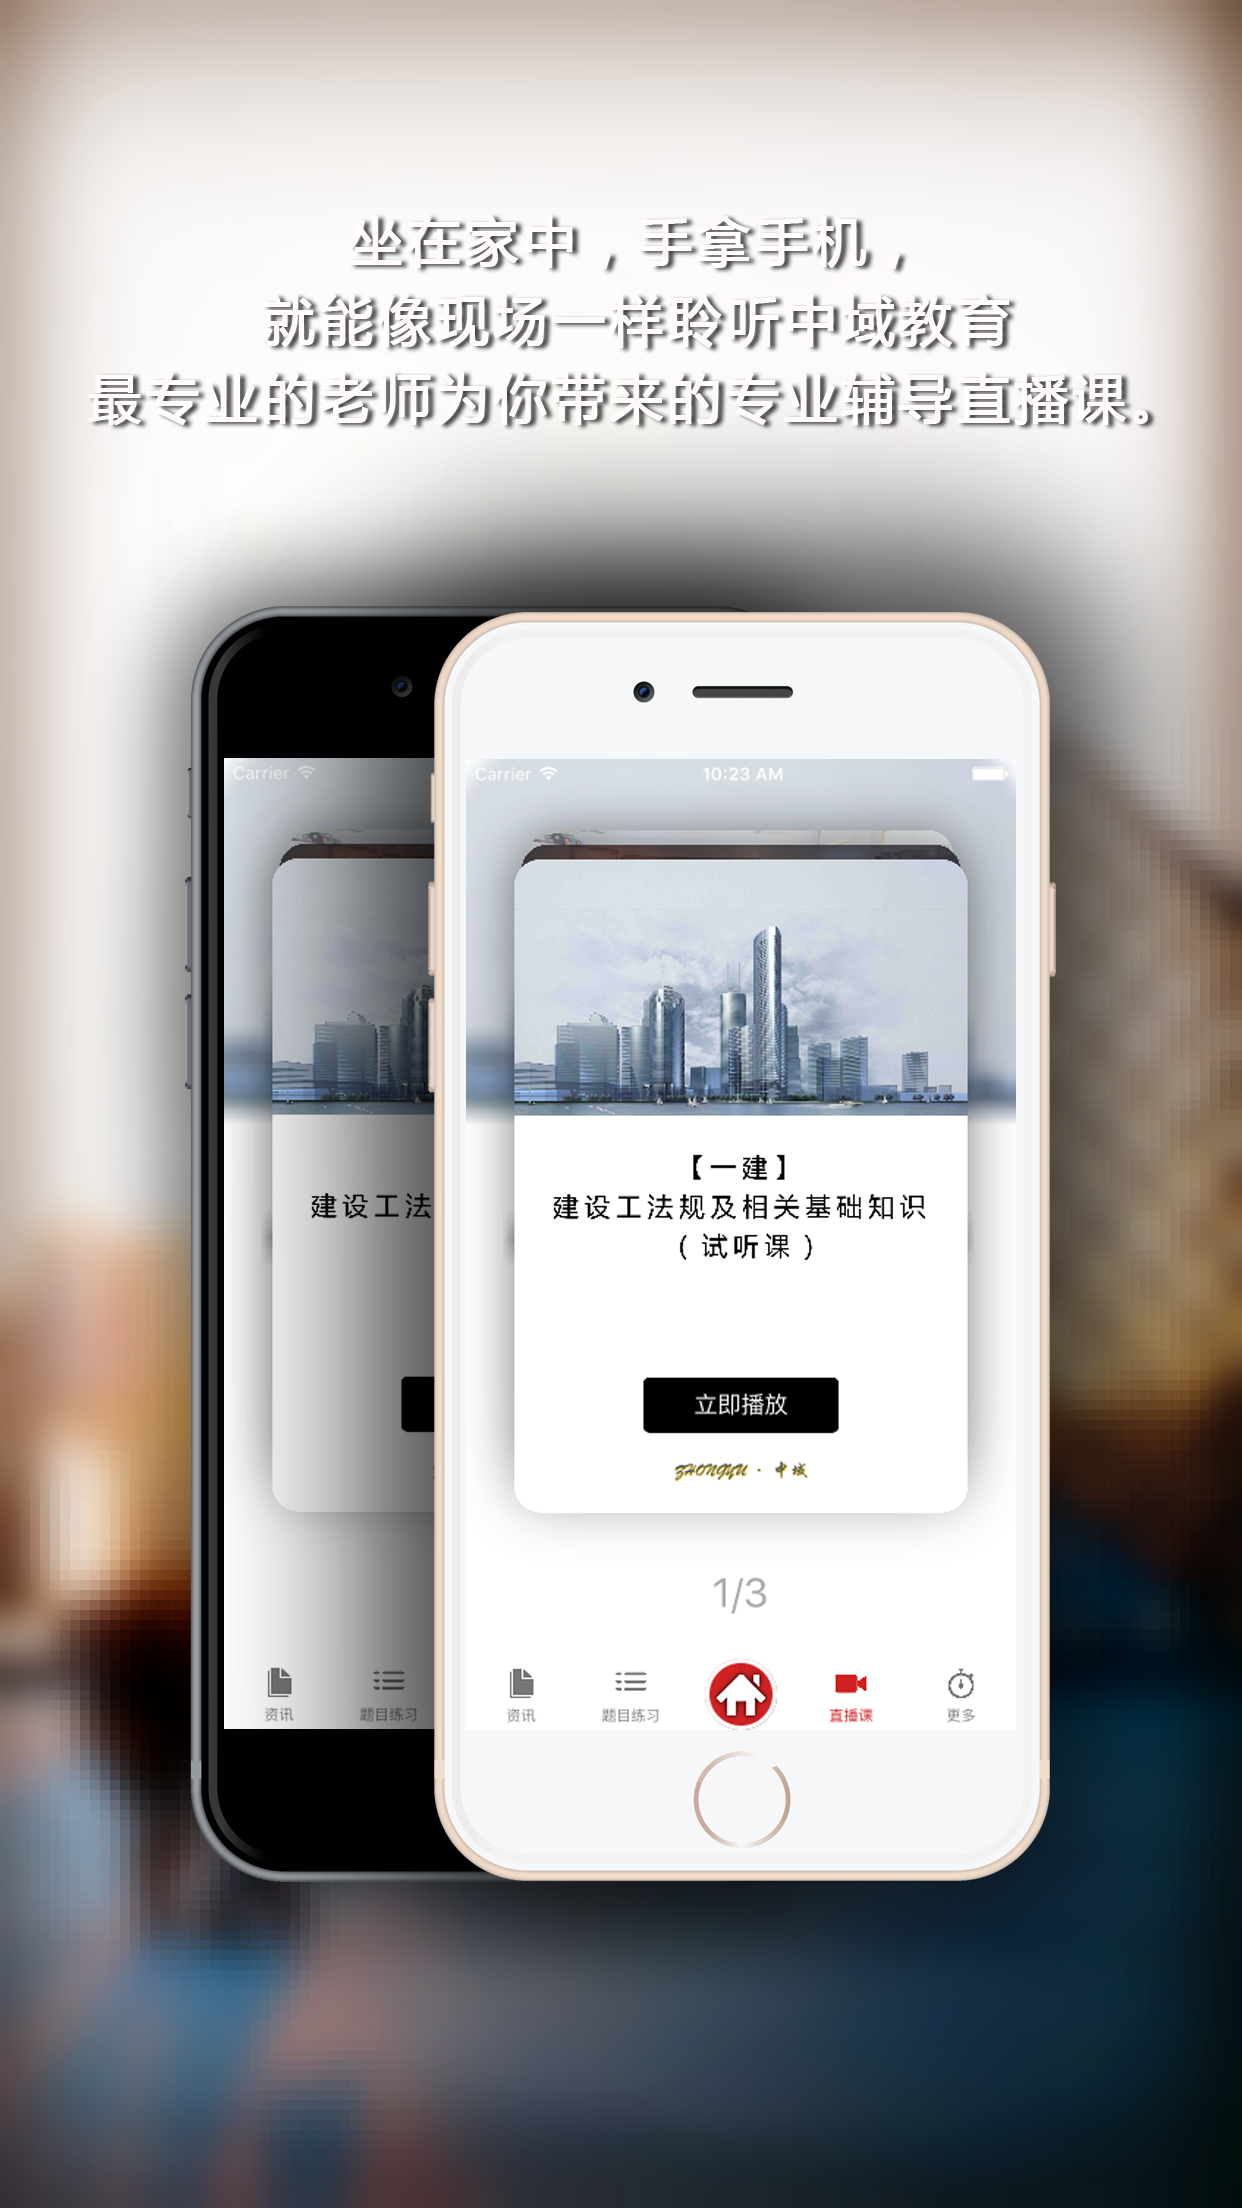 坐在家中，手拿手机，
就能像现场一样聆听中域教育
最专业的老师为你带来的专业辅导直播课。
Carrier
建设工法
资讯
题目练习
Carrier 10:23 AM
【一建】
建设工法规及相关基础知识
（试听课）
立即播放
ZHONGYU · 中域
1/3
资讯
题目练习
直播课
更多